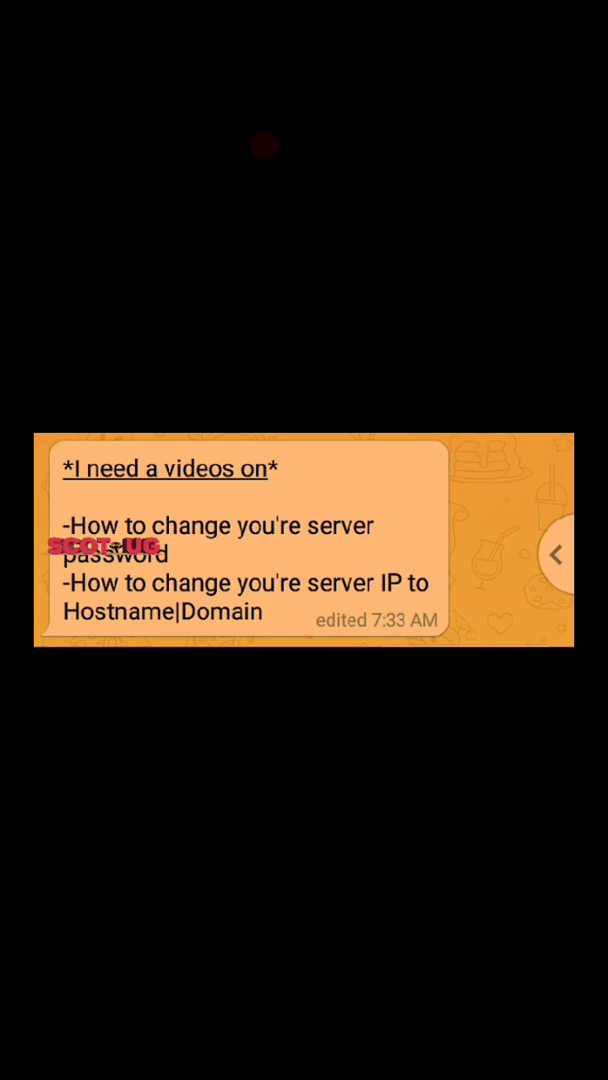 *I need a videos on*
-How to change you're server
password
SCOT UG
-How to change you're server IP to
Hostname|Domain
edited 7:33 AM